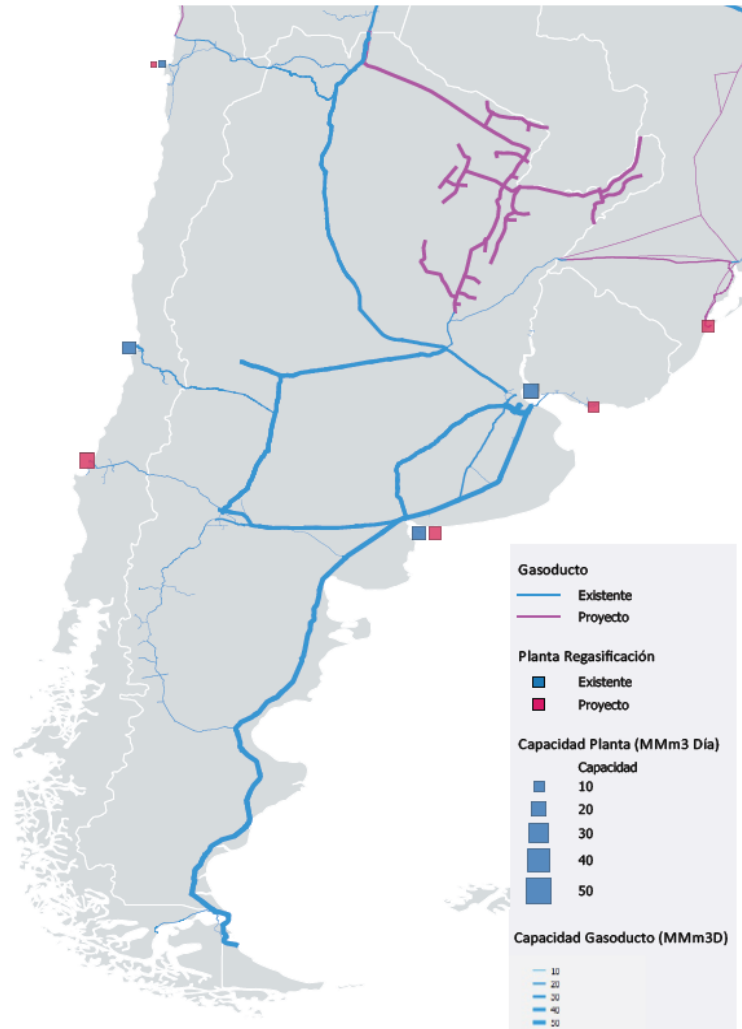 Gasoducto
Existente
Proyecto
Planta Regasificación
Existente
Proyecto
Capacidad Planta (MMm3 Día)
Capacidad
10
20
30
40
50
Capacidad Gasoducto (MMm3D)
10
20
30
40
50